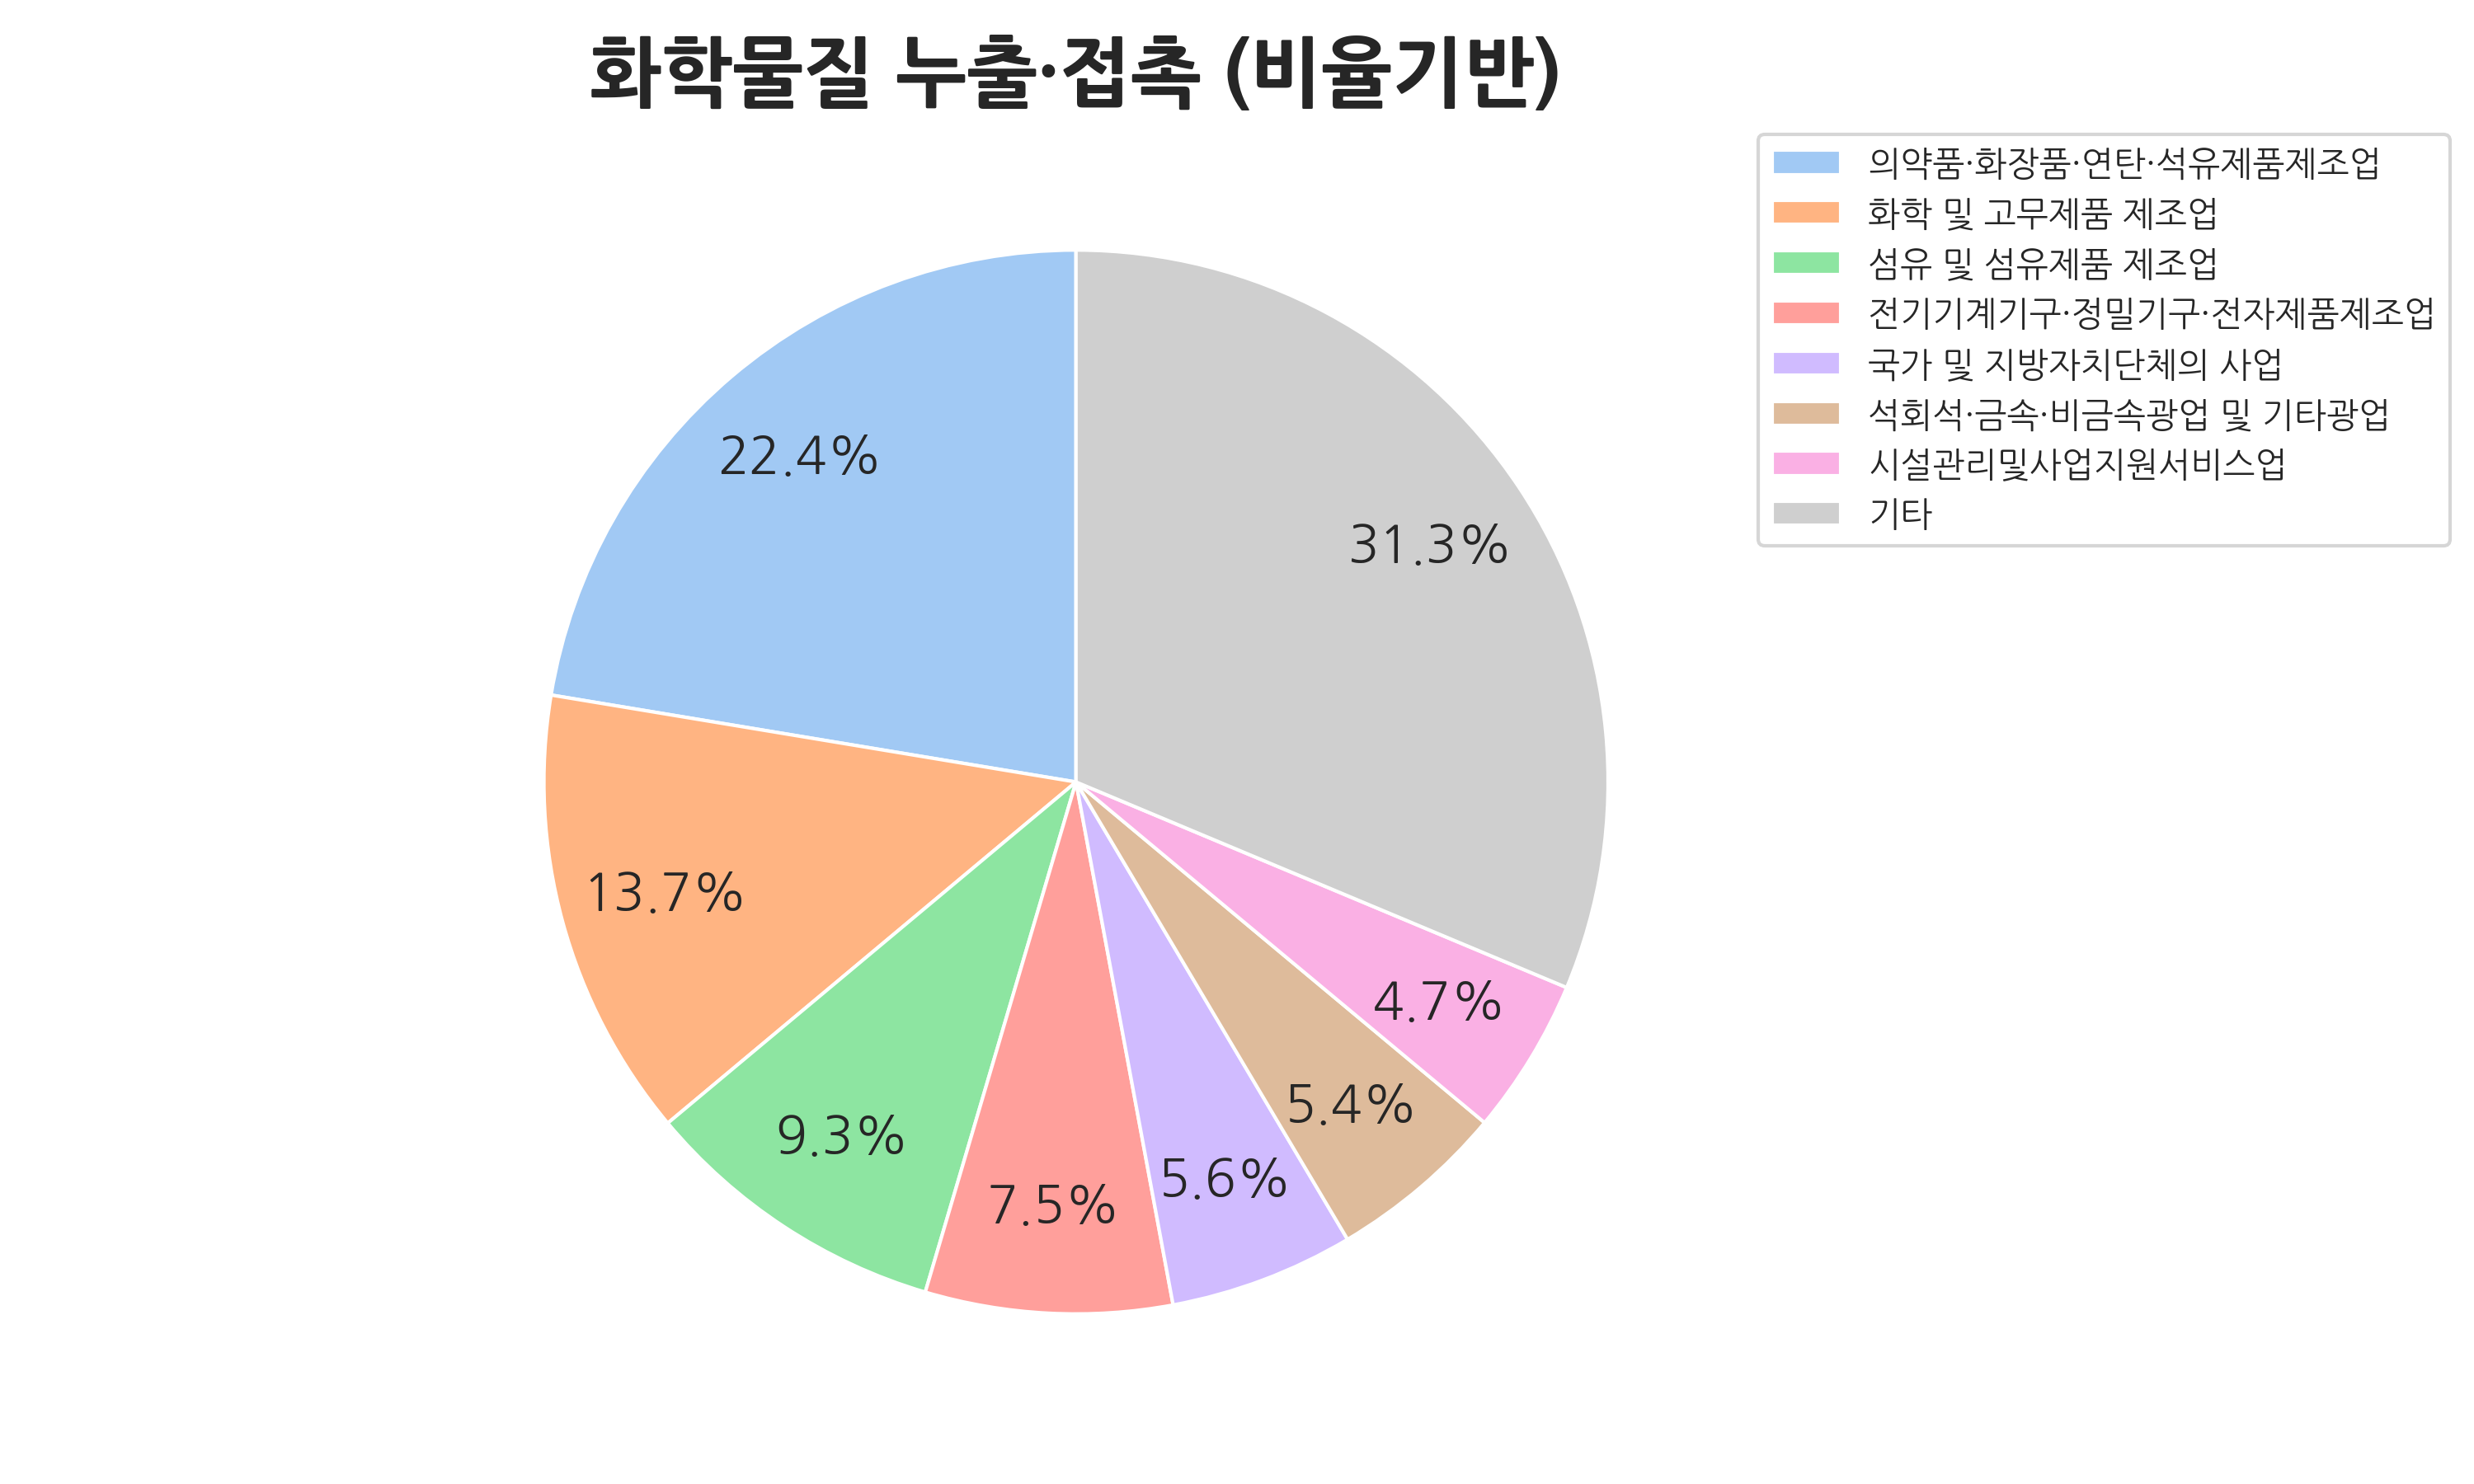 화학물질 누출·접촉 (비율기반)
의약품·화장품·연탄·석유제품제조업
화학 및 고무제품 제조업
섬유 및 섬유제품 제조업
전기기계기구·정밀기구·전자제품제조업
국가 및 지방자치단체의 사업
석회석·금속·비금속광업 및 기타광업
시설관리및사업지원서비스업
기타
22.4%
31.3%
13.7%
4.7%
5.4%
9.3%
5.6%
7.5%